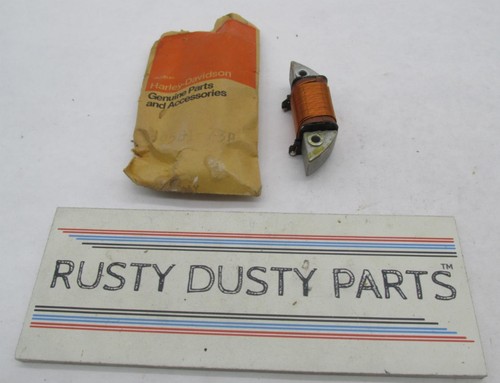 Harley-Davidson
Genuine Parts
and Accessories
RUSTY DUSTY PARTS™